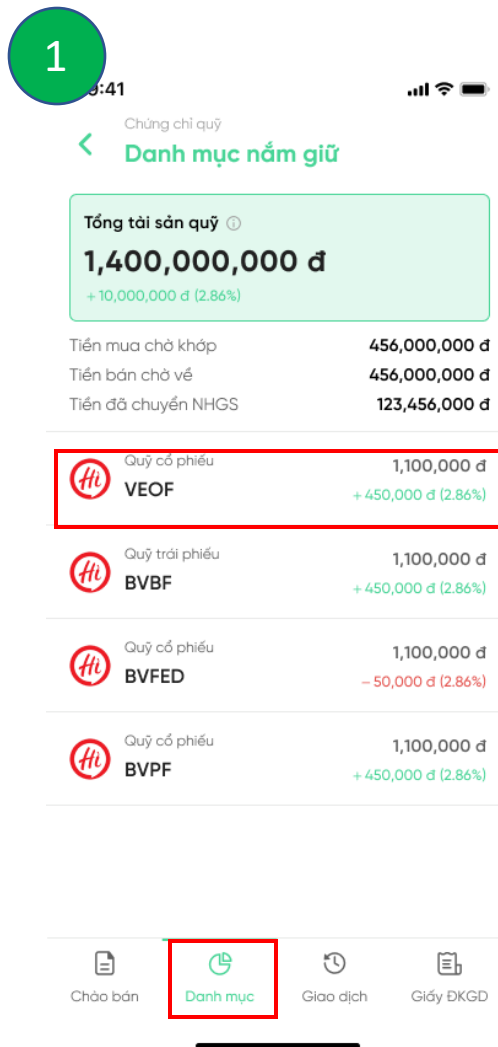 1
9:41
Chứng chỉ quỹ
Danh mục nắm giữ
Tổng tài sản quỹ
1,400,000,000 đ
+ 10,000,000 đ (2.86%)
Tiền mua chờ khớp 456,000,000 đ
Tiền bán chờ về 456,000,000 đ
Tiền đã chuyển NHGS 123,456,000 đ
Quỹ cổ phiếu 1,100,000 đ
Hi VEOF + 450,000 đ (2.86%)
Quỹ trái phiếu 1,100,000 đ
Hi BVBF + 450,000 đ (2.86%)
Quỹ cổ phiếu 1,100,000 đ
Hi BVFED – 50,000 đ (2.86%)
Quỹ cổ phiếu 1,100,000 đ
Hi BVPF + 450,000 đ (2.86%)
Chào bán Danh mục Giao dịch Giấy ĐKGD